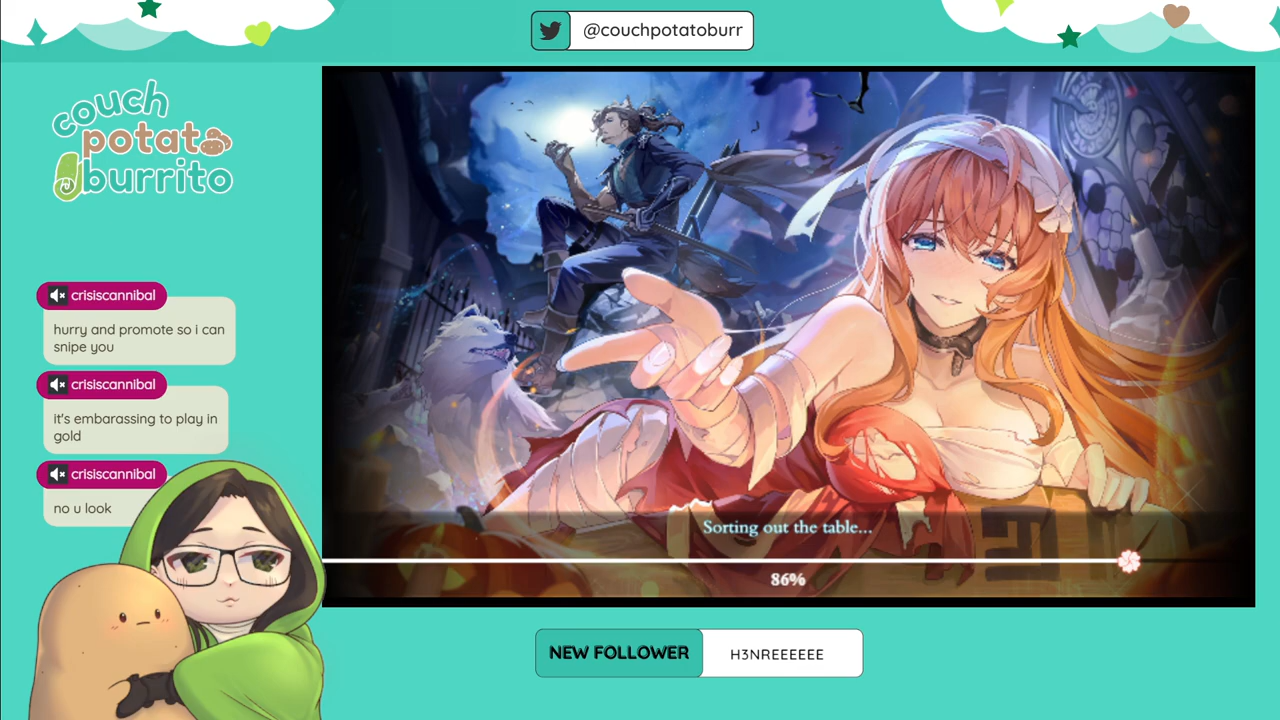 @couchpotatoburr
couch
potato
burrito
crisiscannibal
hurry and promote so i can
snipe you
crisiscannibal
it's embarassing to play in
gold
crisiscannibal
no u look
Sorting out the table...
86%
NEW FOLLOWER
H3NREEEEEE